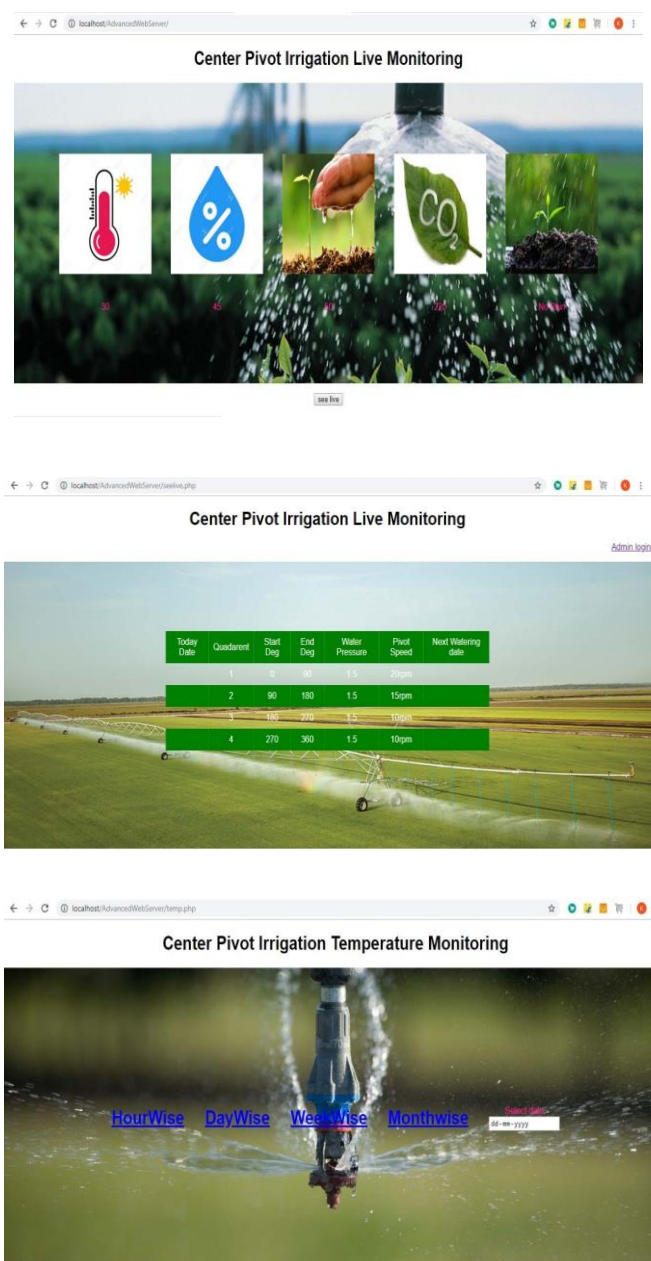 localhost/AdvancedWebServer/
Center Pivot Irrigation Live Monitoring
%
CO2
30 45
see live
localhost/AdvancedWebServer/seelive.php
Center Pivot Irrigation Live Monitoring
Admin login
Today Date Quadarent Start Deg End Deg Water Pressure Pivot Speed Next Watering date
1 0 90 1.5 20rpm
2 90 180 1.5 15rpm
3 180 270 1.5 10rpm
4 270 360 1.5 10rpm
localhost/AdvancedWebServer/temp.php
Center Pivot Irrigation Temperature Monitoring
HourWise DayWise WeekWise Monthwise Select date
dd-mm-yyyy